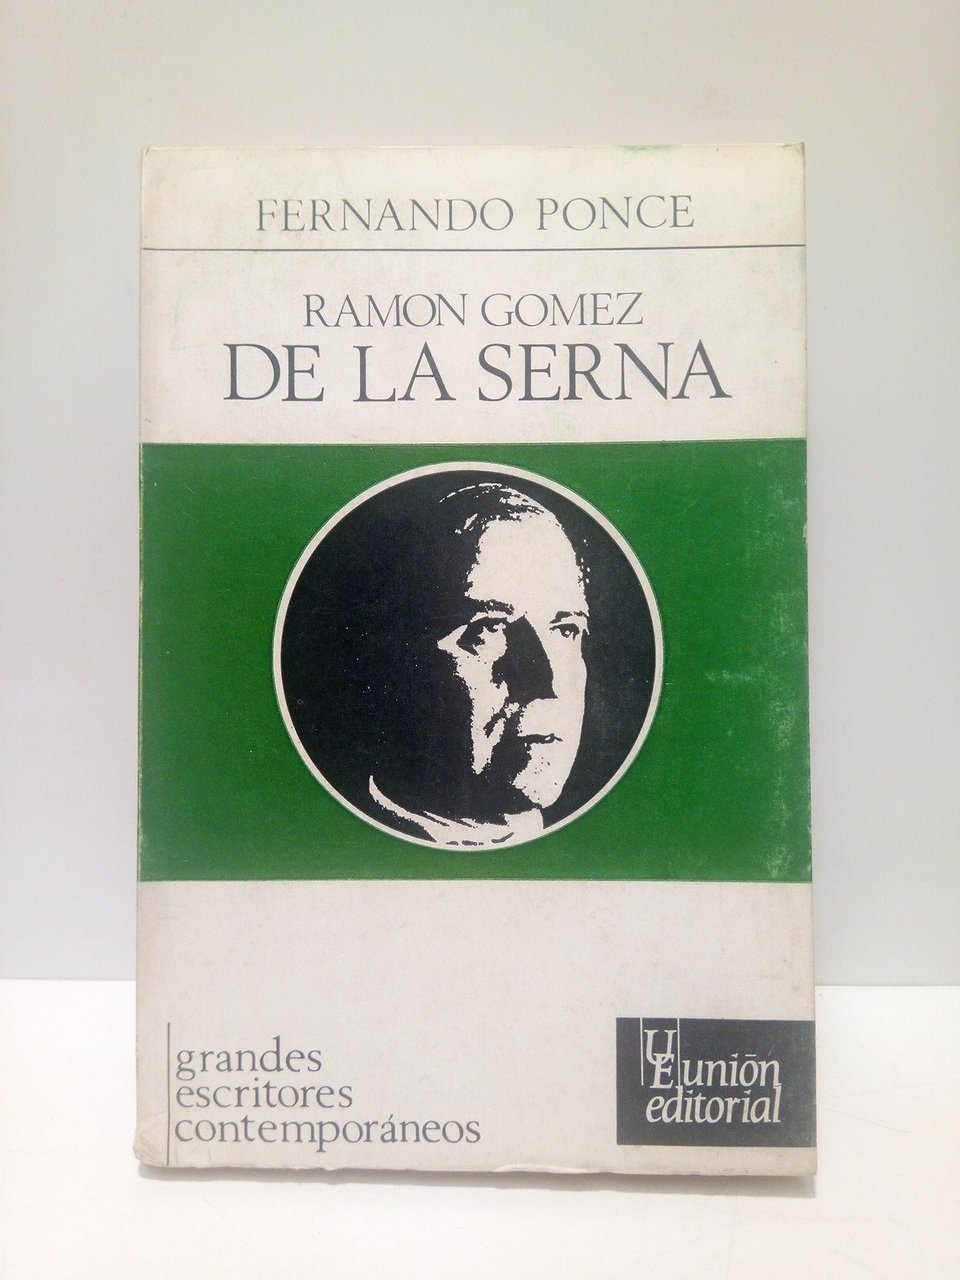 FERNANDO PONCE
RAMON GOMEZ
DE LA SERNA
grandes
escritores
contemporáneos
UE unión
editorial